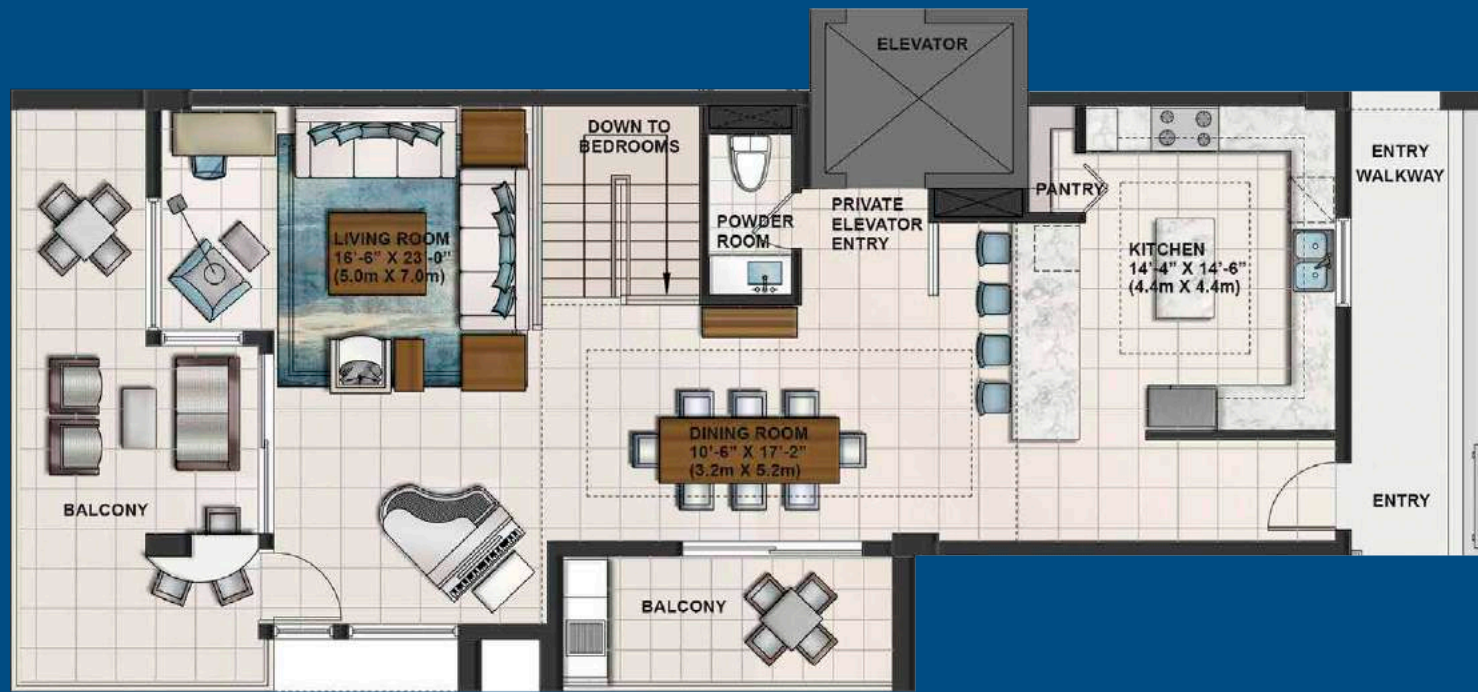 ELEVATOR
DOWN TO
BEDROOMS
ENTRY
WALKWAY
PANTRY
PRIVATE
ELEVATOR
ENTRY
POWDER
ROOM
LIVING ROOM
16'-6" X 23'-0"
(5.0m X 7.0m)
KITCHEN
14'-4" X 14'-6"
(4.4m X 4.4m)
DINING ROOM
10'-6" X 17'-2"
(3.2m X 5.2m)
BALCONY
ENTRY
BALCONY